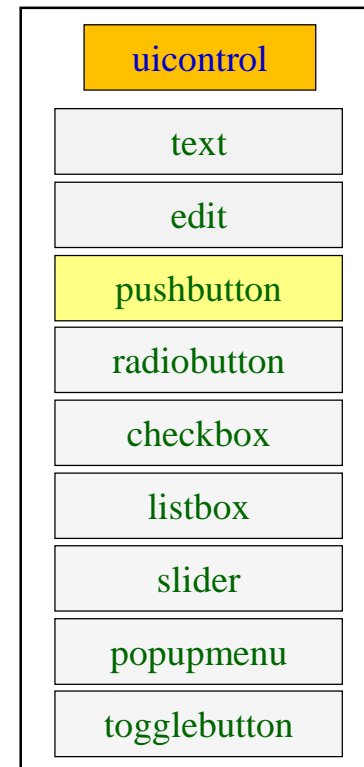 uicontrol
text
edit
pushbutton
radiobutton
checkbox
listbox
slider
popupmenu
togglebutton